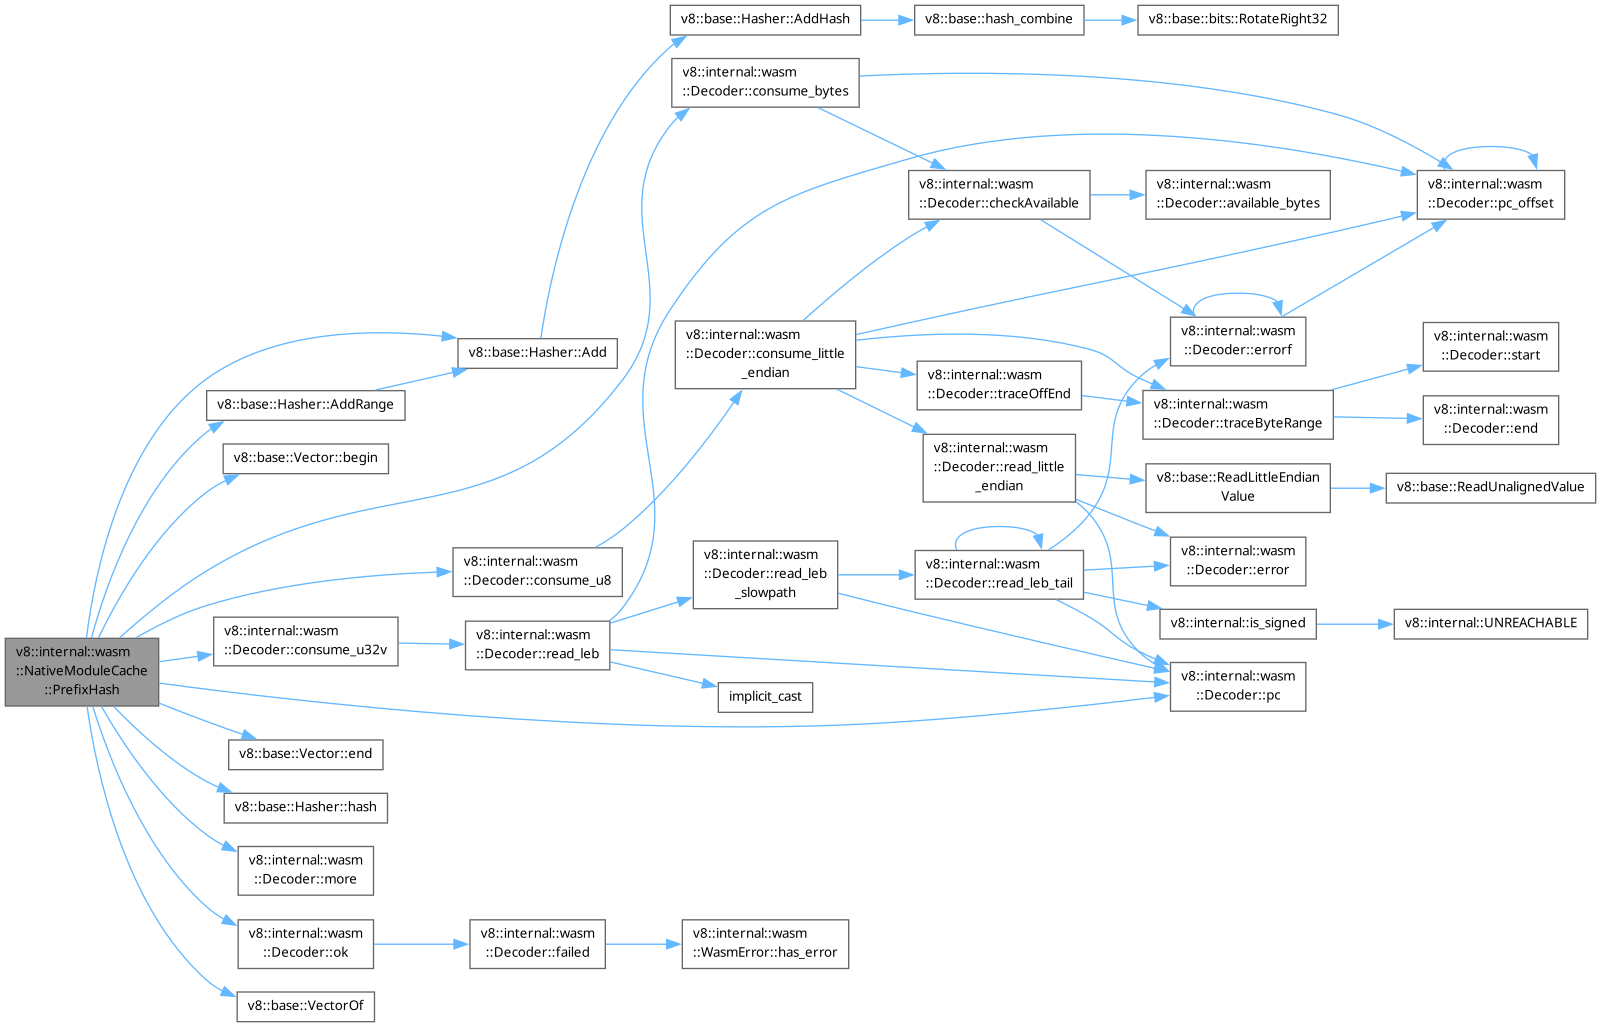 v8::base::Hasher::AddHash
v8::base::hash_combine
v8::base::bits::RotateRight32
v8::internal::wasm
::Decoder::consume_bytes
v8::internal::wasm
::Decoder::checkAvailable
v8::internal::wasm
::Decoder::available_bytes
v8::internal::wasm
::Decoder::pc_offset
v8::internal::wasm
::Decoder::consume_little
_endian
v8::internal::wasm
::Decoder::errorf
v8::internal::wasm
::Decoder::start
v8::base::Hasher::Add
v8::internal::wasm
::Decoder::traceOffEnd
v8::internal::wasm
::Decoder::traceByteRange
v8::internal::wasm
::Decoder::end
v8::base::Hasher::AddRange
v8::base::Vector::begin
v8::internal::wasm
::Decoder::read_little
_endian
v8::base::ReadLittleEndian
Value
v8::base::ReadUnalignedValue
v8::internal::wasm
::Decoder::consume_u8
v8::internal::wasm
::Decoder::read_leb
_slowpath
v8::internal::wasm
::Decoder::read_leb_tail
v8::internal::wasm
::Decoder::error
v8::internal::is_signed
v8::internal::UNREACHABLE
v8::internal::wasm
::NativeModuleCache
::PrefixHash
v8::internal::wasm
::Decoder::consume_u32v
v8::internal::wasm
::Decoder::read_leb
implicit_cast
v8::internal::wasm
::Decoder::pc
v8::base::Vector::end
v8::base::Hasher::hash
v8::internal::wasm
::Decoder::more
v8::internal::wasm
::Decoder::ok
v8::internal::wasm
::Decoder::failed
v8::internal::wasm
::WasmError::has_error
v8::base::VectorOf